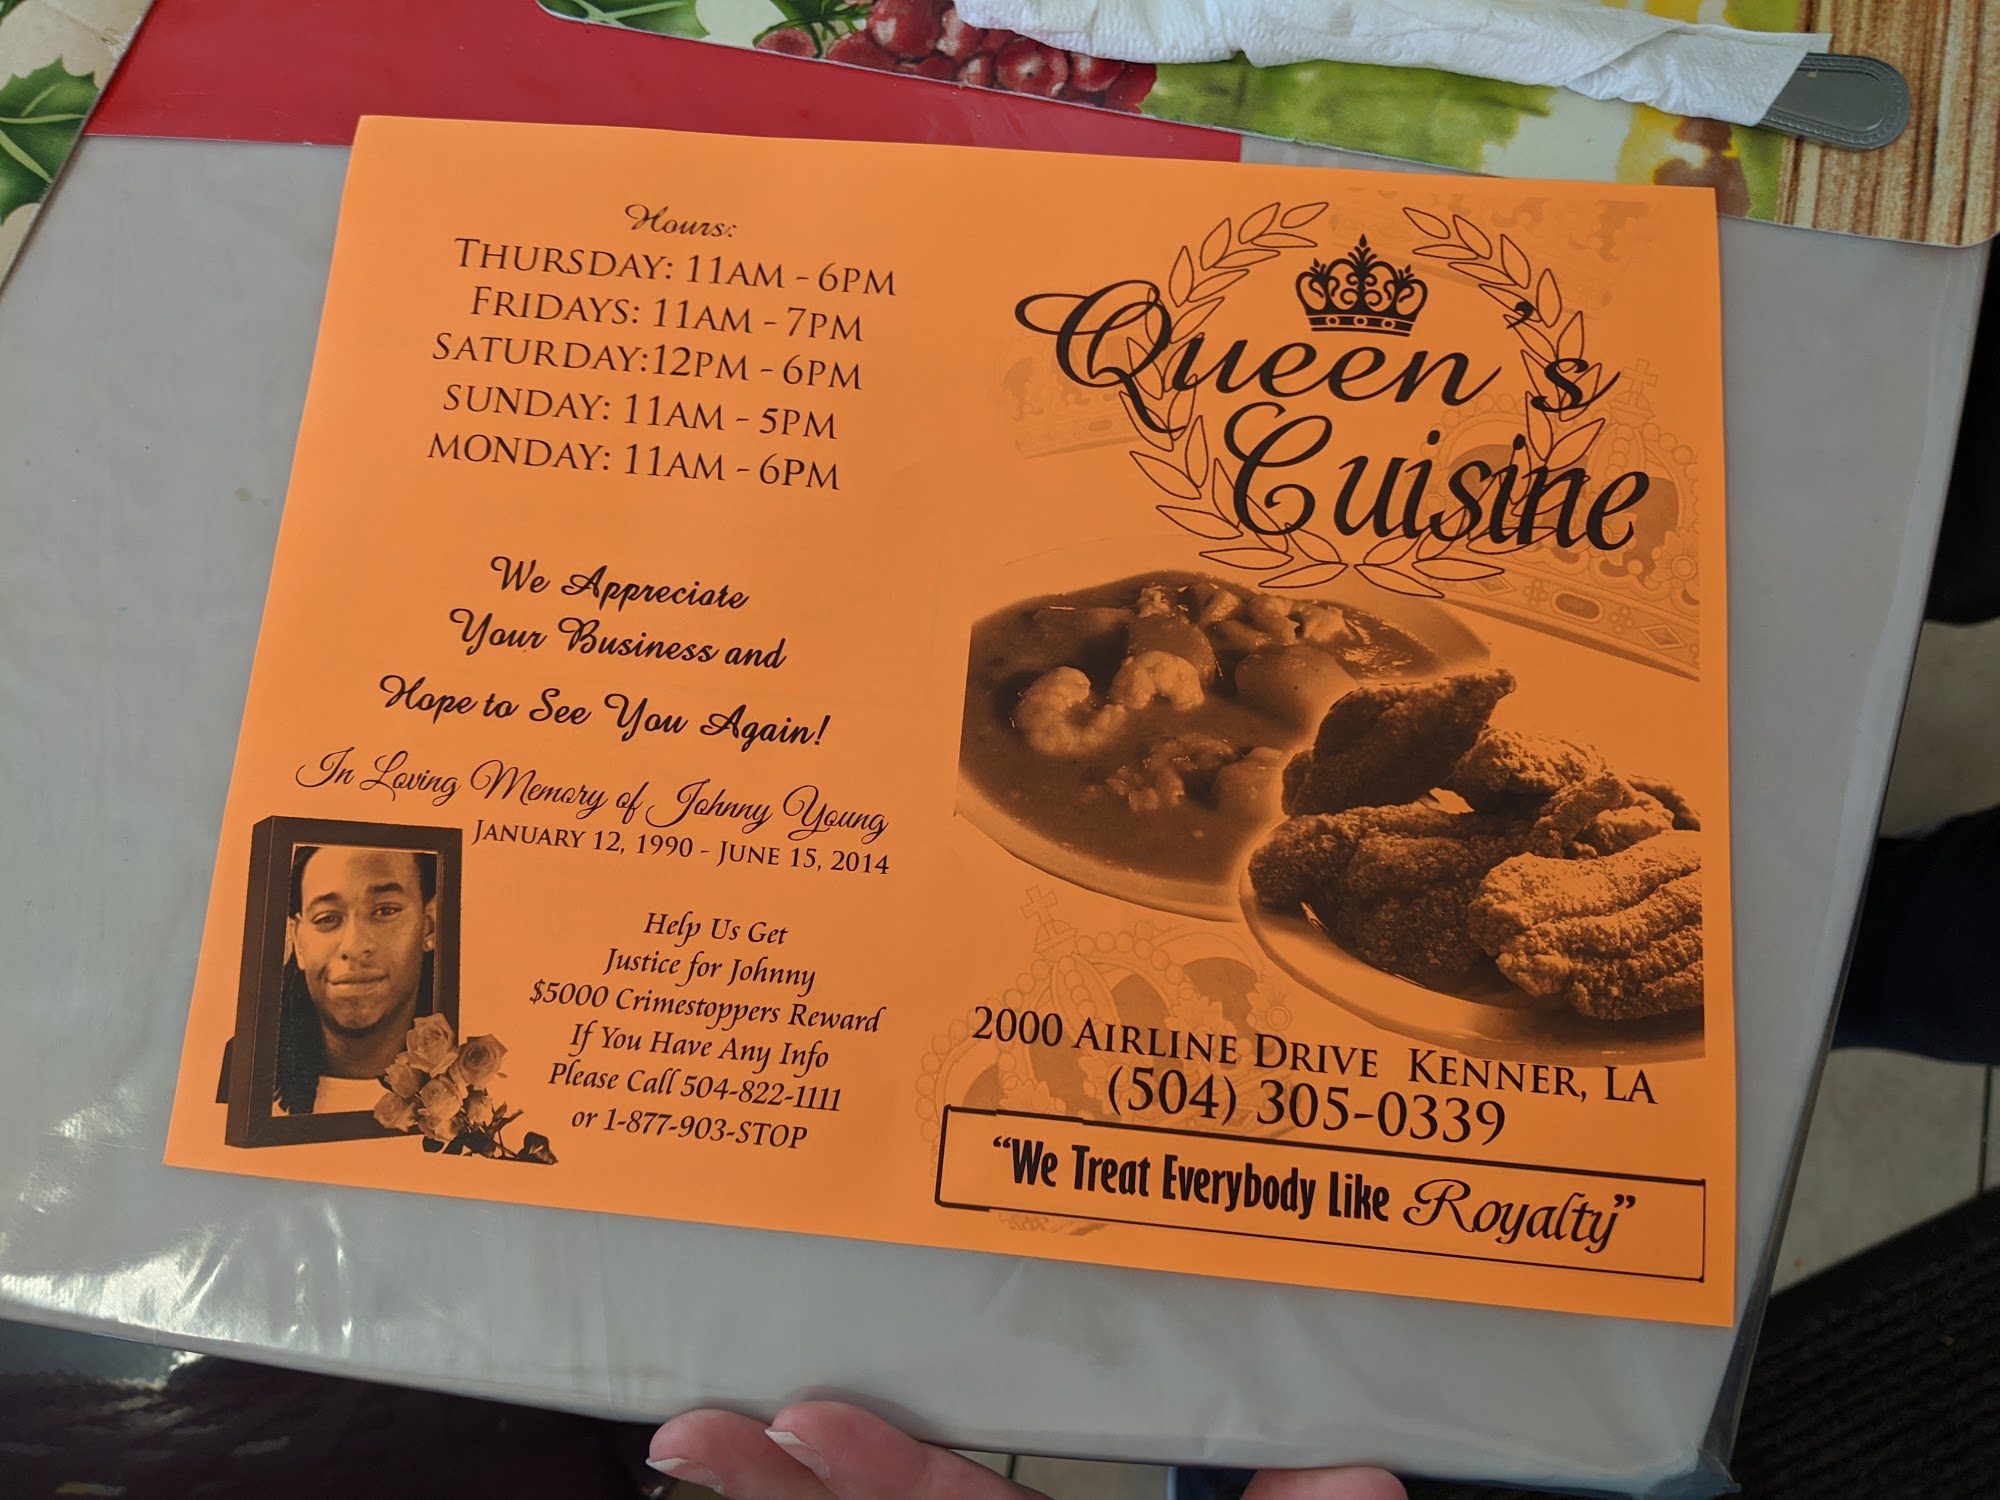 Hours:
THURSDAY: 11AM - 6PM
FRIDAYS: 11AM - 7PM
SATURDAY:12PM - 6PM
SUNDAY: 11AM - 5PM
MONDAY: 11AM - 6PM
We Appreciate
Your Business and
Hope to See You Again!
In Loving Memory of Johnny Young
JANUARY 12, 1990 - JUNE 15, 2014
Help Us Get
Justice for Johnny
$5000 Crimestoppers Reward
If You Have Any Info
Please Call 504-822-1111
or 1-877-903-STOP
Queen's
Cuisine
2000 AIRLINE DRIVE KENNER, LA
(504) 305-0339
"We Treat Everybody Like Royalty"